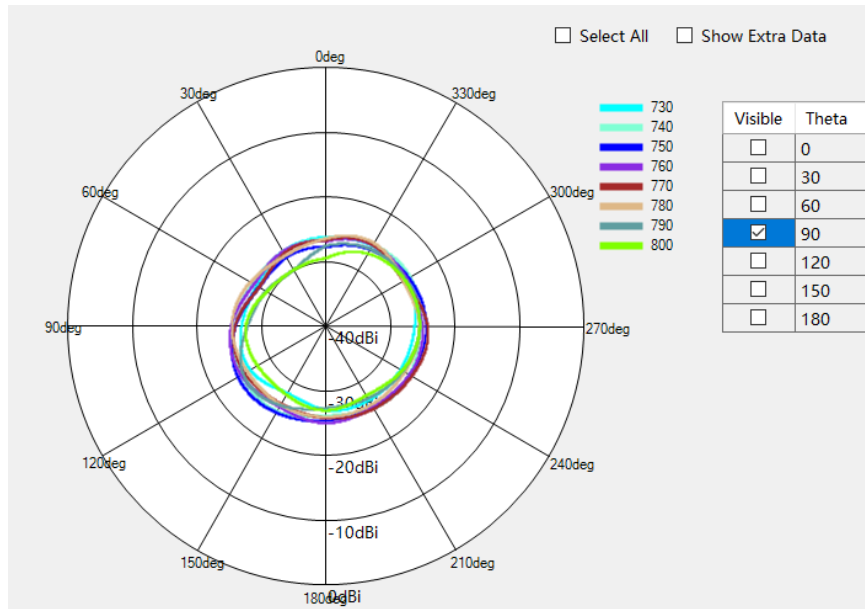 Select All
Show Extra Data
0deg
30deg
330deg
60deg
300deg
90deg
270deg
120deg
240deg
150deg
210deg
180deg
-40dBi
-30dBi
-20dBi
-10dBi
0dBi
730
740
750
760
770
780
790
800
Visible Theta
0
30
60
90
120
150
180